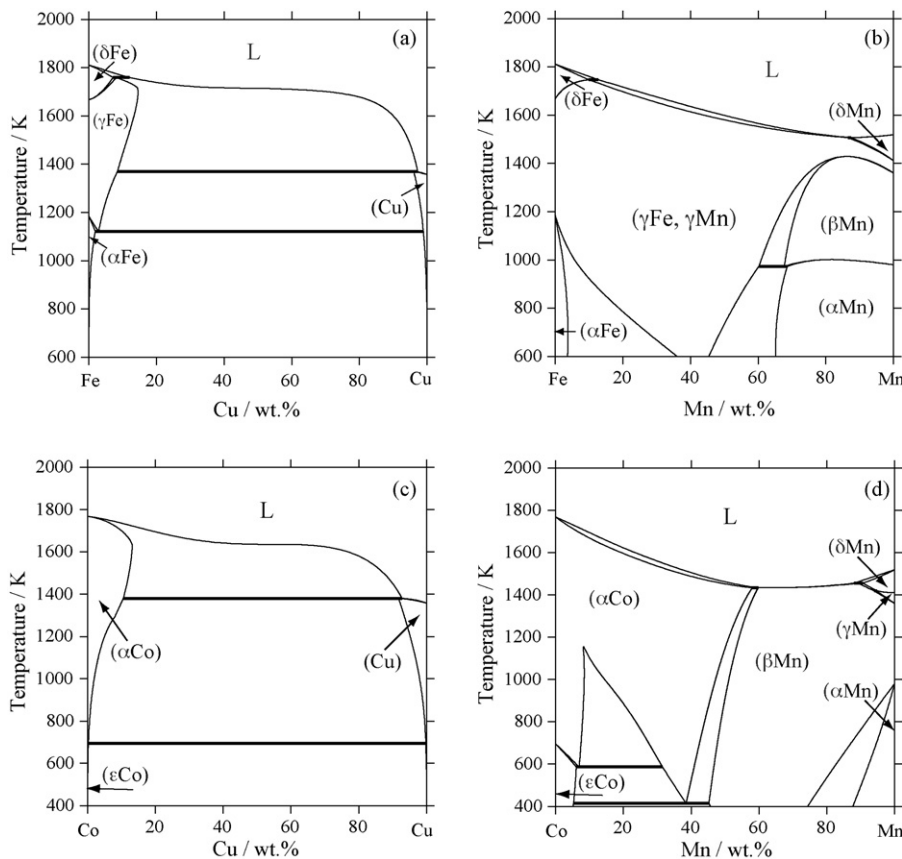 2000
1800
1600
1400
1200
1000
800
600
Temperature / K
(a)
L
(δFe)
(γFe)
(αFe)
(Cu)
Fe
20
40
60
80
Cu
Cu / wt.%
2000
1800
1600
1400
1200
1000
800
600
Temperature / K
(b)
L
(δFe)
(δMn)
(γFe, γMn)
(βMn)
(αMn)
(αFe)
Fe
20
40
60
80
Mn
Mn / wt.%
2000
1800
1600
1400
1200
1000
800
600
400
Temperature / K
(c)
L
(αCo)
(Cu)
(εCo)
Co
20
40
60
80
Cu
Cu / wt.%
2000
1800
1600
1400
1200
1000
800
600
400
Temperature / K
(d)
L
(δMn)
(αCo)
(γMn)
(βMn)
(αMn)
(εCo)
Co
20
40
60
80
Mn
Mn / wt.%